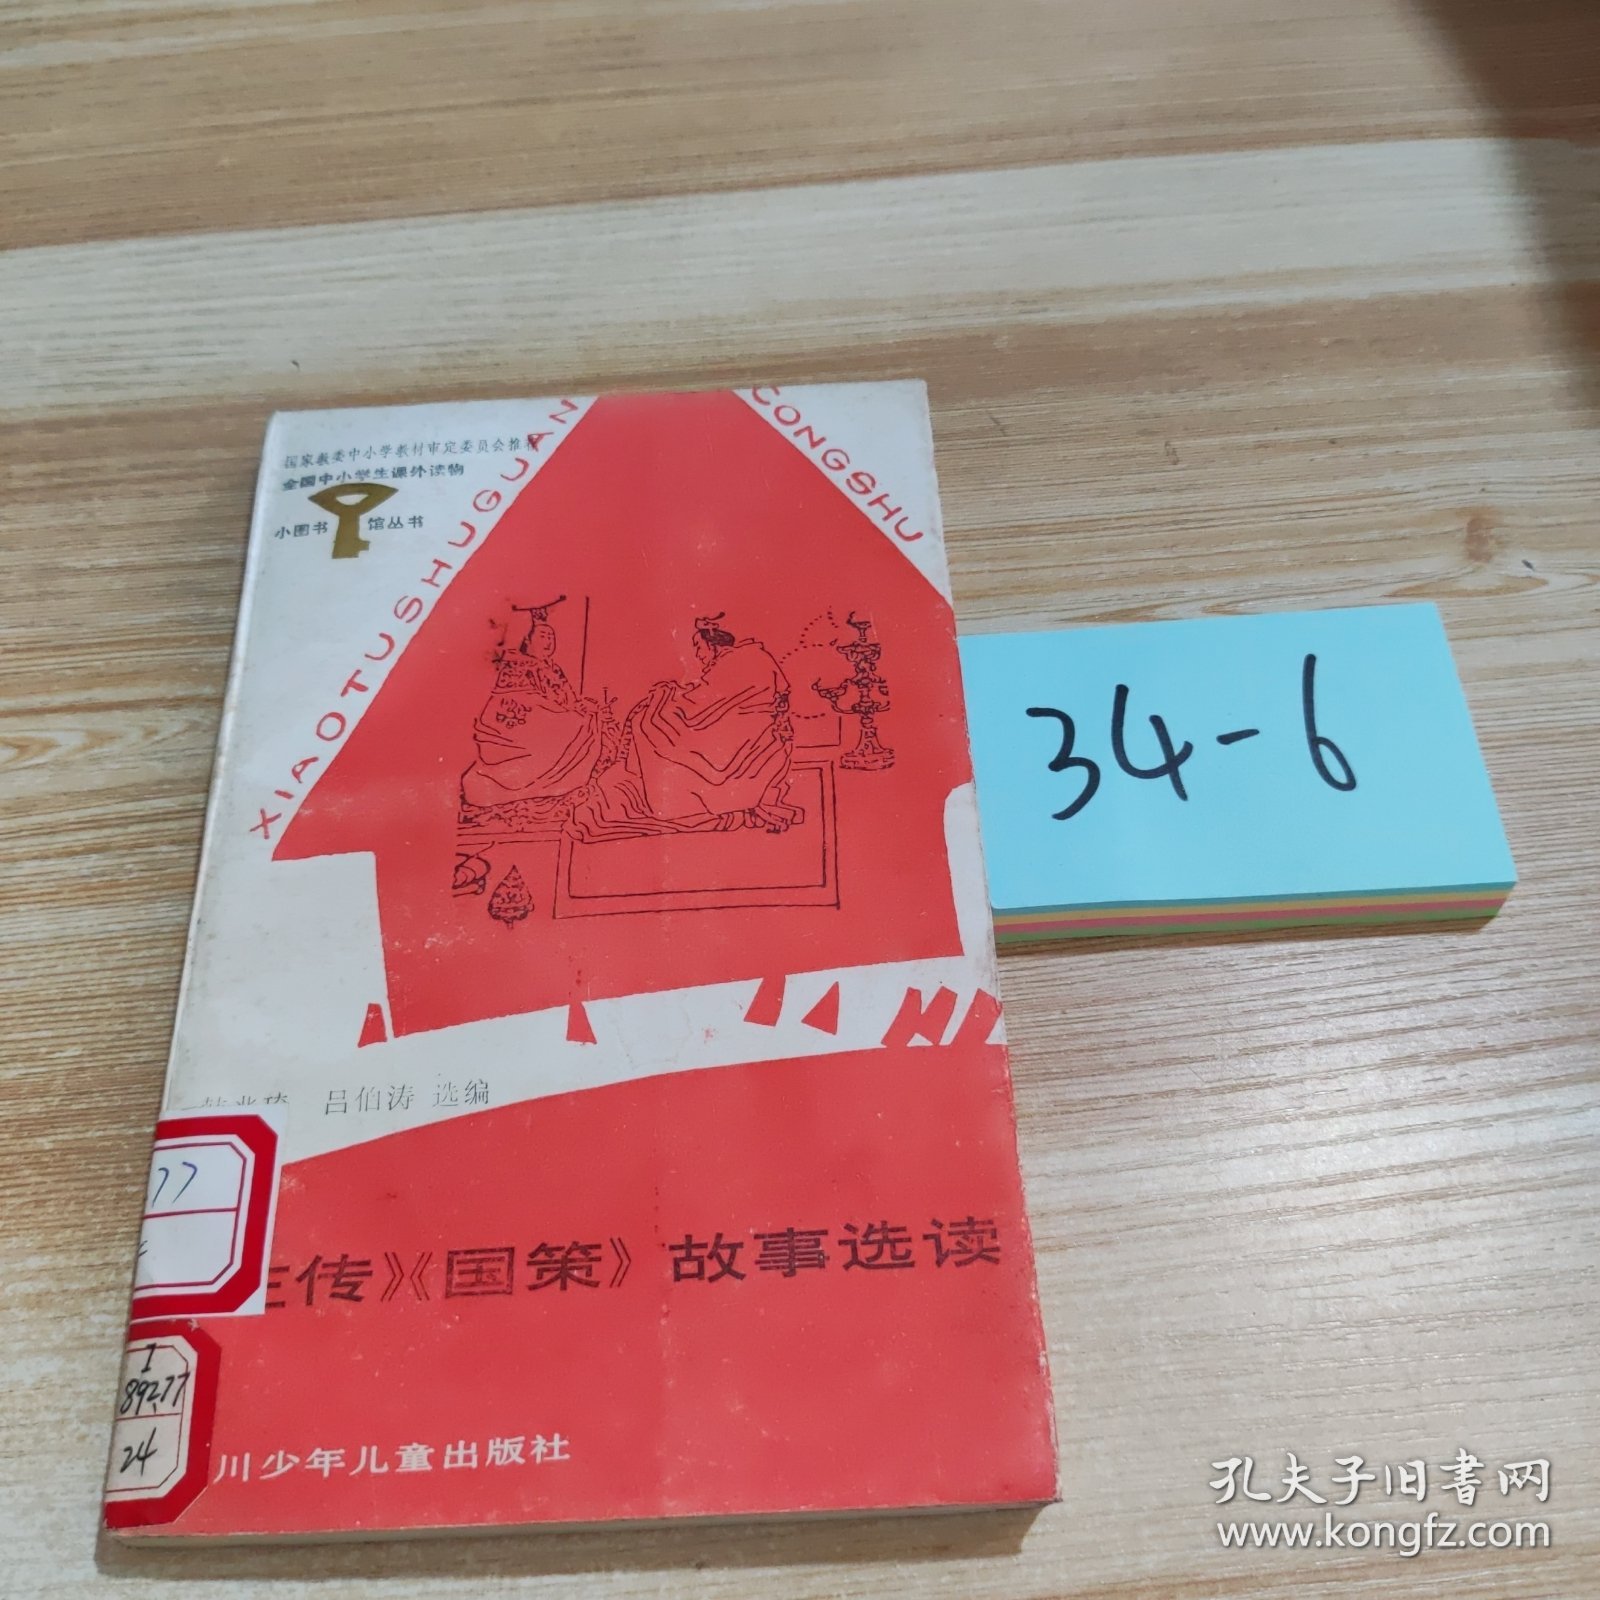 国家教委中小学教材审定委员会推
全国中小学生课外读物
小图书馆丛书
XIAOTUSHUGUAN
CONGSHU
吕伯涛 选编
77
传》《国策》故事选读
I
892.77
24
川少年儿童出版社
34-6
孔夫子旧书网
www.kongfz.com